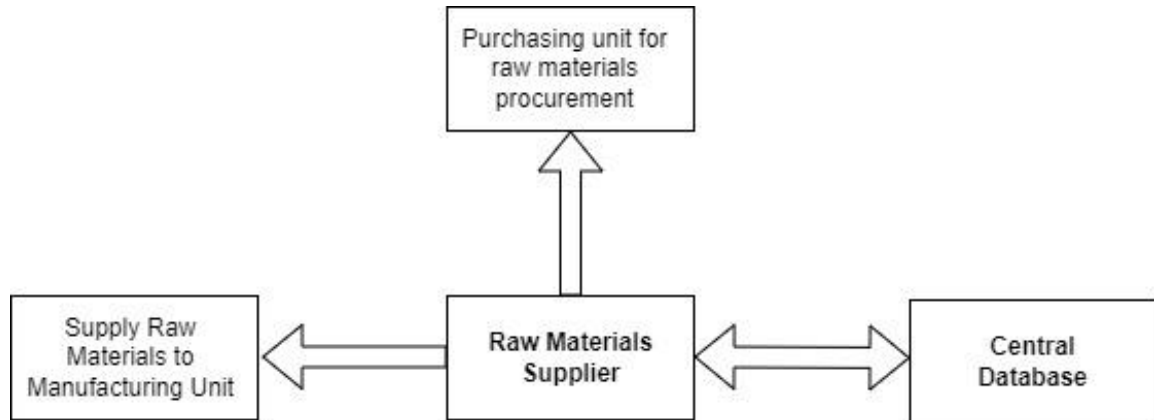 Purchasing unit for
raw materials
procurement
Supply Raw
Materials to
Manufacturing Unit
Raw Materials
Supplier
Central
Database